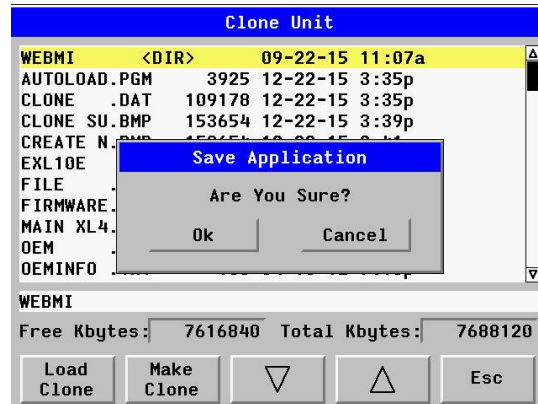 Clone Unit
WEBMI <DIR> 09-22-15 11:07a
AUTOLOAD.PGM 3925 12-22-15 3:35p
CLONE .DAT 109178 12-22-15 3:35p
CLONE SU.BMP 153654 12-22-15 3:39p
CREATE N.
EXL10E
FILE
FIRMWARE.
MAIN XL4.
OEM
OEMINFO
Save Application
Are You Sure?
Ok Cancel
WEBMI
Free Kbytes: 7616840 Total Kbytes: 7688120
Load Clone
Make Clone
Esc